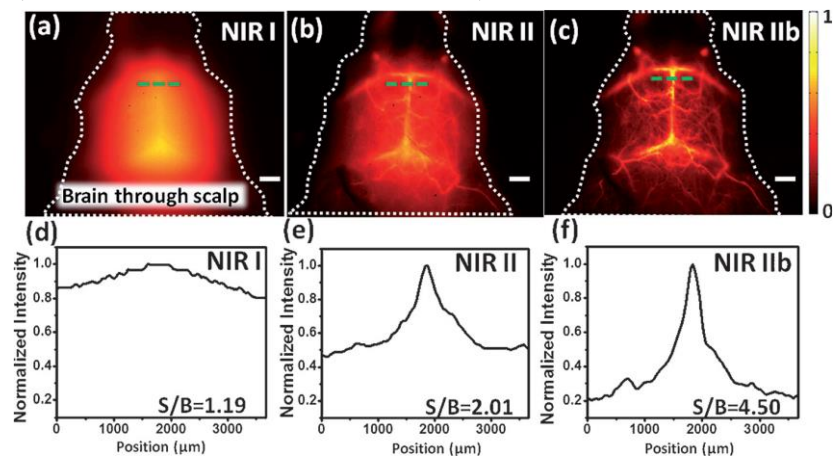 (a) NIR I
(b) NIR II
(c) NIR IIb
1
0
Brain through scalp
(d) NIR I
Normalized Intensity
1.0
0.8
0.6
0.4
0.2
S/B=1.19
0 1000 2000 3000
Position (μm)
(e) NIR II
Normalized Intensity
1.0
0.8
0.6
0.4
0.2
S/B=2.01
0 1000 2000 3000
Position (μm)
(f) NIR IIb
Normalized Intensity
1.0
0.8
0.6
0.4
0.2
S/B=4.50
0 1000 2000 3000
Position (μm)